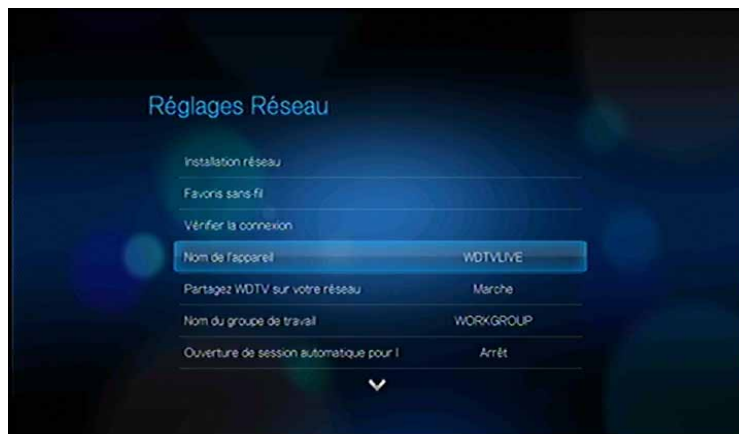 Réglages Réseau
Installation réseau
Favoris sans-fil
Vérifier la connexion
Nom de l'appareil WDTVLIVE
Partagez WDTV sur votre réseau Marche
Nom du groupe de travail WORKGROUP
Ouverture de session automatique pour l Arrêt